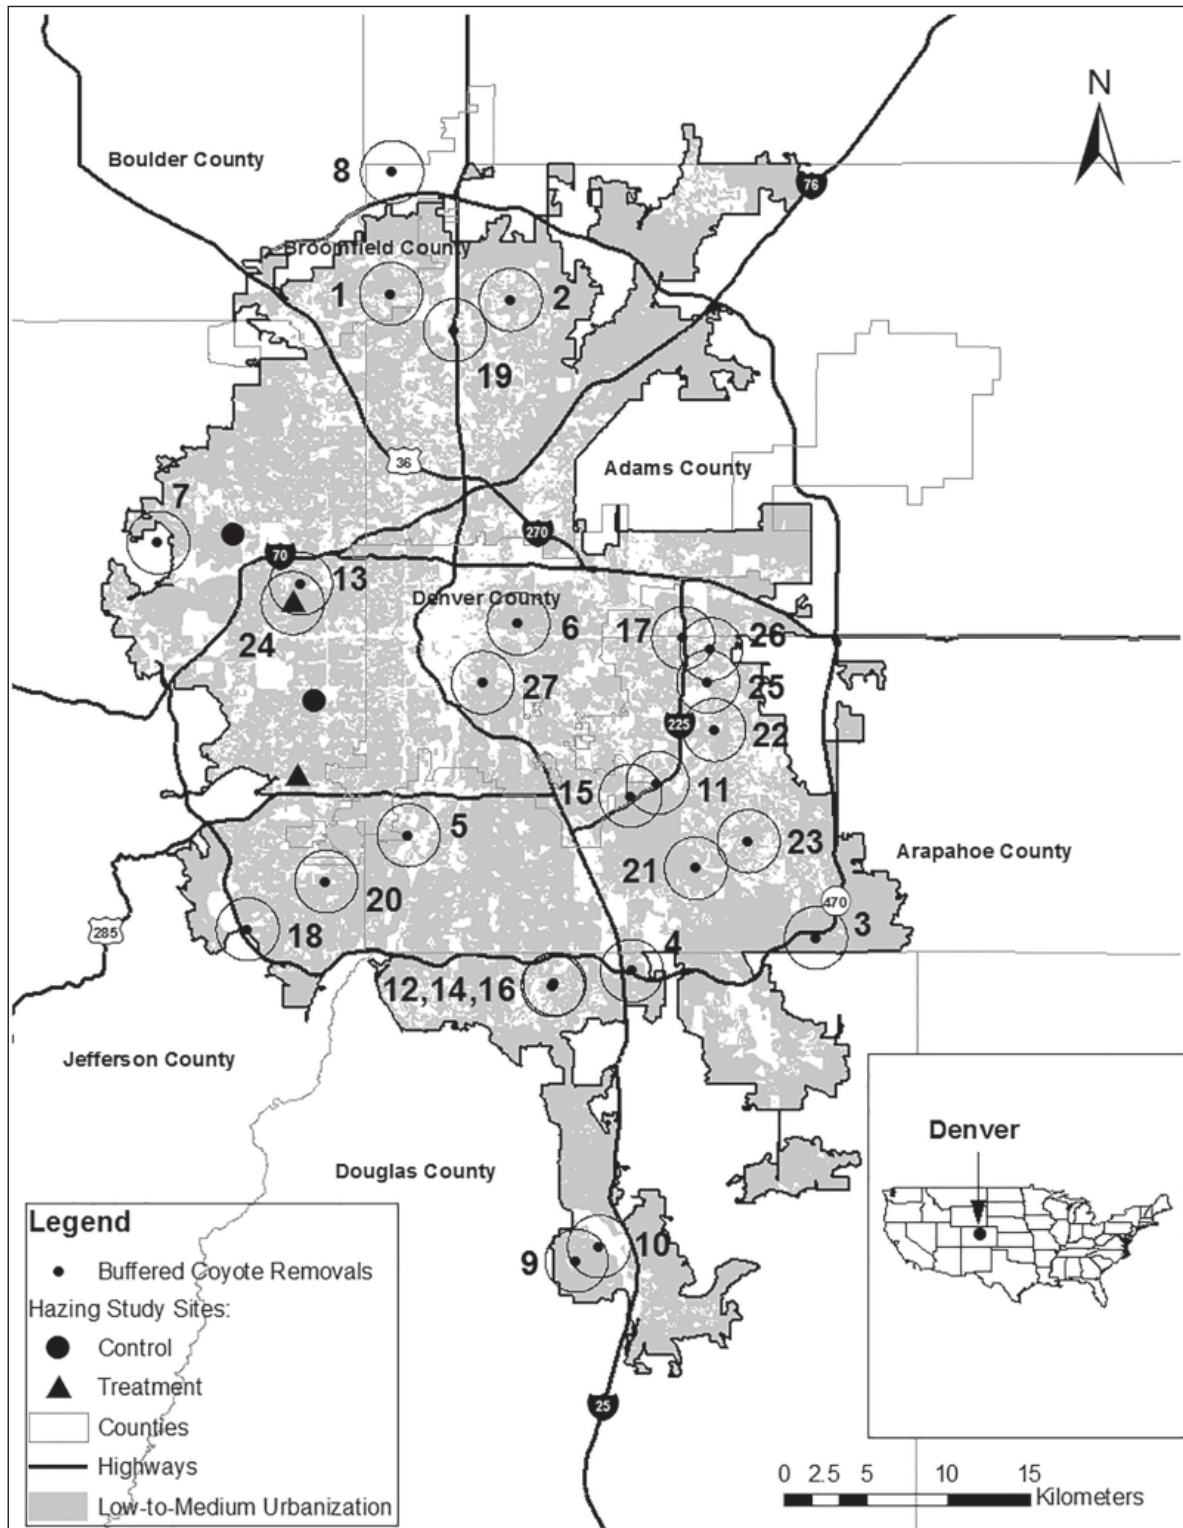 N
Boulder County
8
76
Broomfield County
1
2
19
36
Adams County
7
270
70
13
Denver County
6
17
26
24
27
25
225
22
15
11
5
23
Arapahoe County
21
20
470
285
18
3
4
12,14,16
Jefferson County
Denver
Douglas County
Legend
Buffered Coyote Removals
9
10
Hazing Study Sites:
Control
Treatment
25
Counties
Highways
0 2.5 5 10 15
Kilometers
Low-to-Medium Urbanization